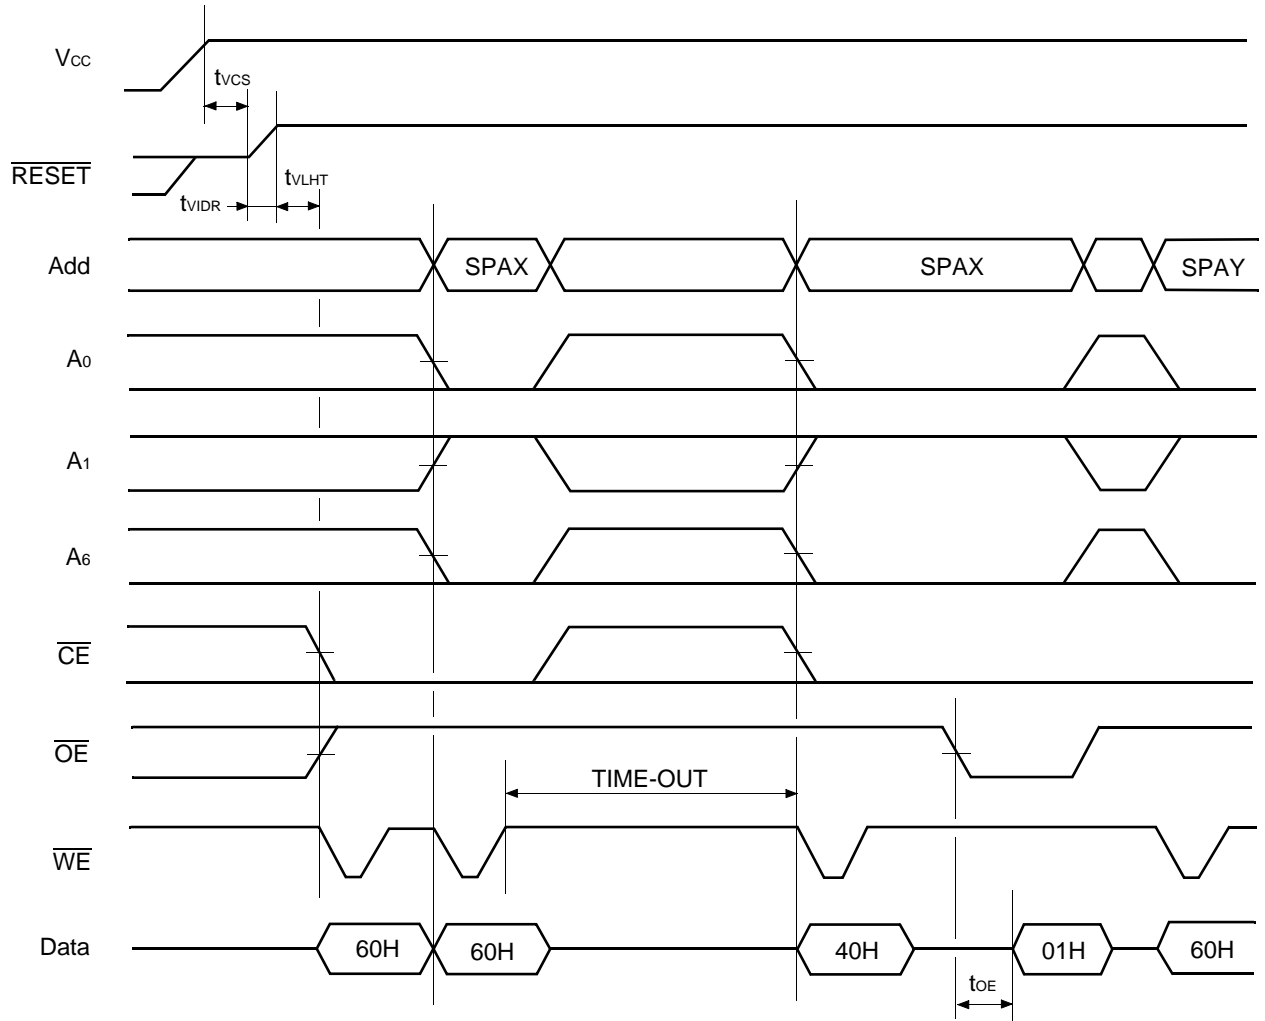 VCC
tVCS
RESET
tVLHT
tVIDR
Add
SPAX
SPAX
SPAY
A0
A1
A6
CE
OE
TIME-OUT
WE
Data
60H
60H
40H
01H
60H
tOE